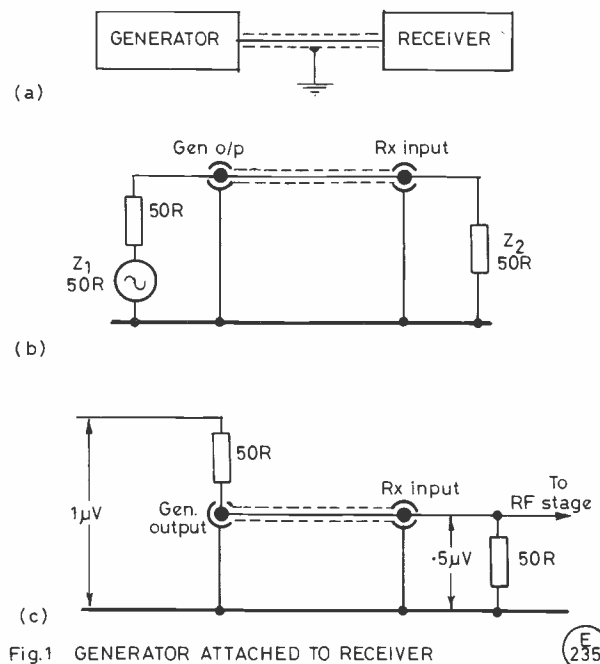 GENERATOR
RECEIVER
(a)
Gen o/p
Rx input
50R
Z1
50R
Z2
50R
(b)
50R
1µV
Gen.
output
Rx input
To
RF stage
.5µV
50R
(c)
Fig.1 GENERATOR ATTACHED TO RECEIVER
E
235